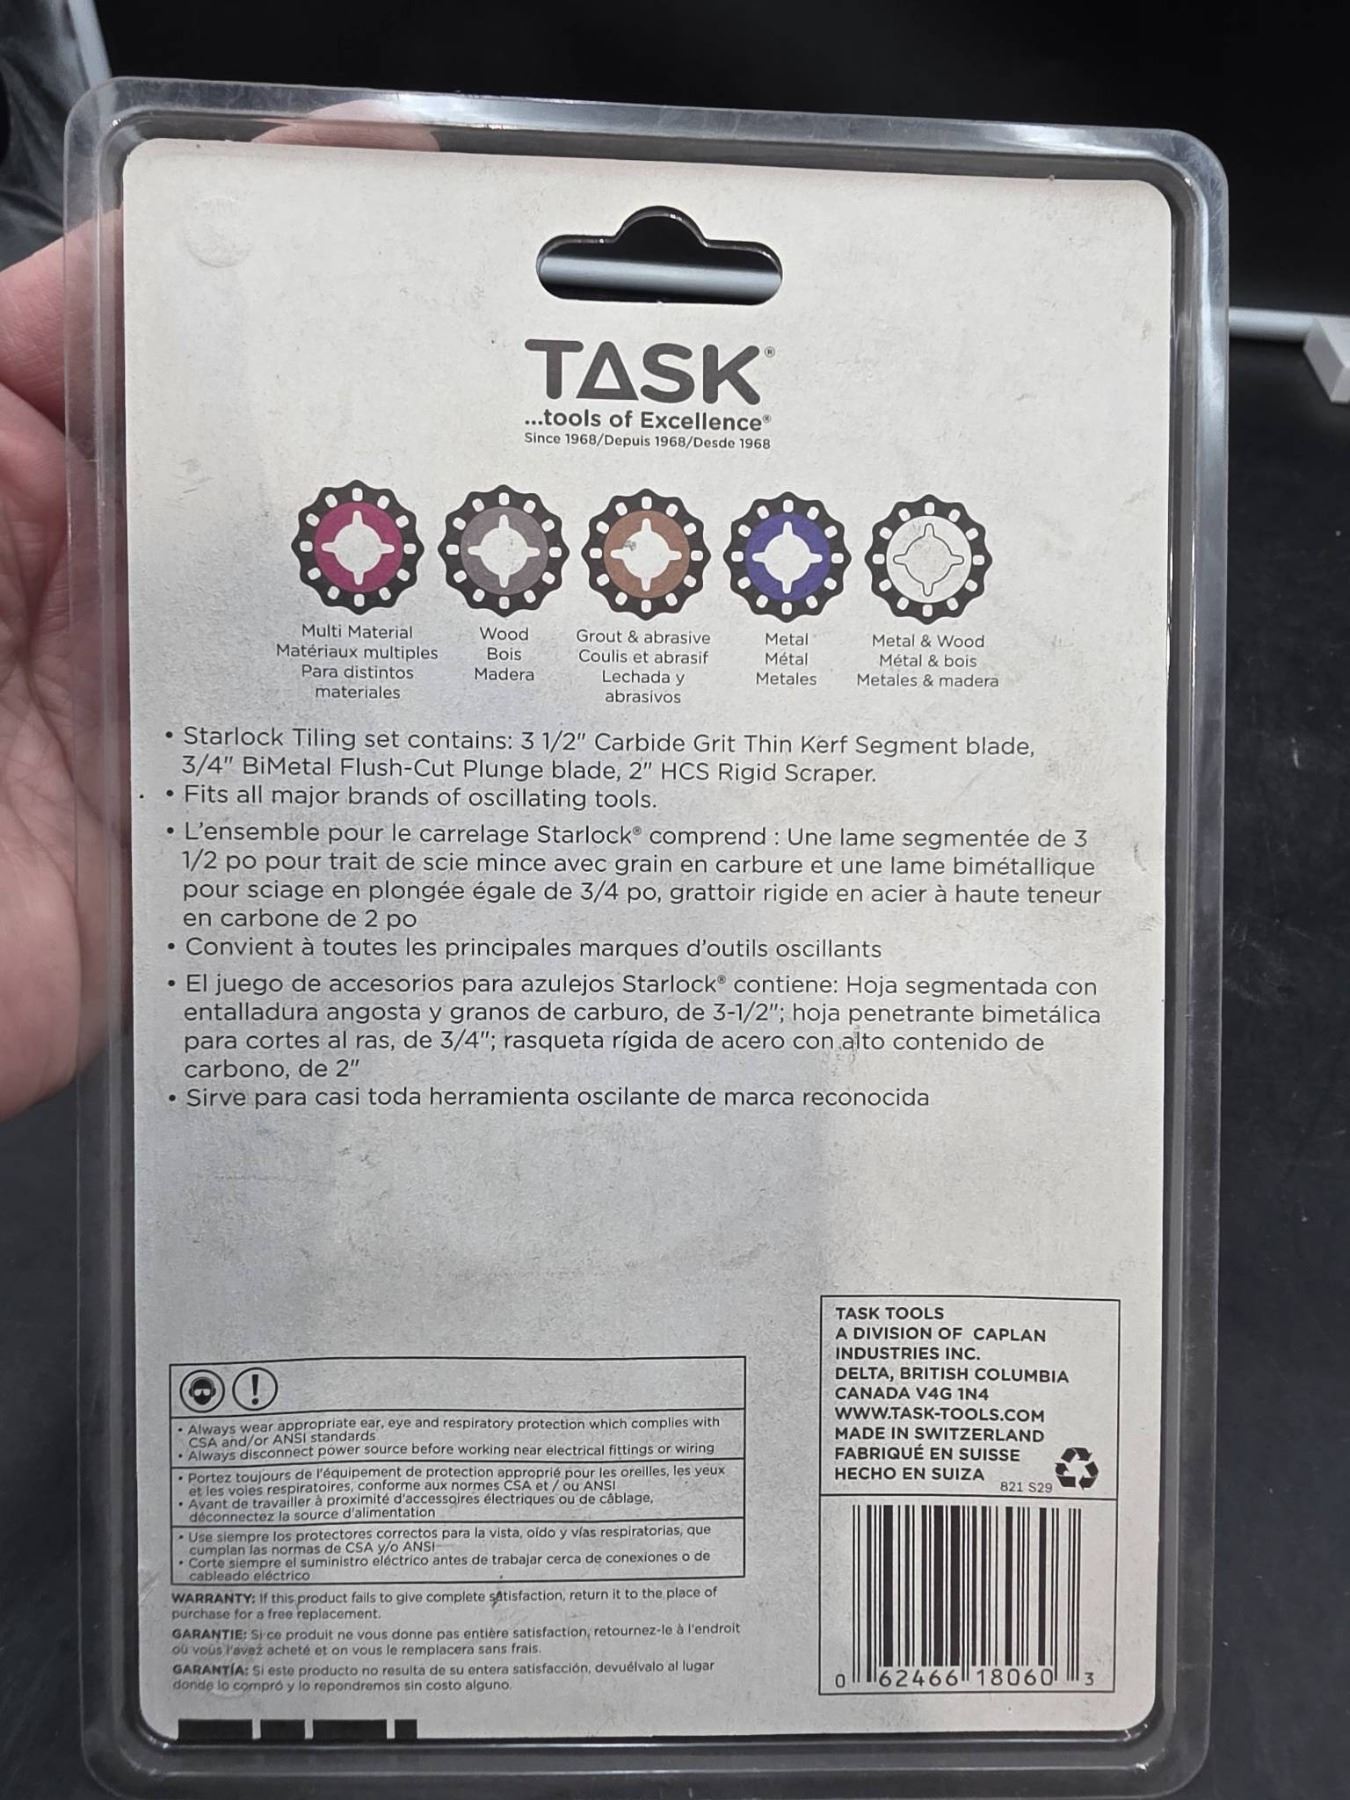 TASK®
...tools of Excellence®
Since 1968/Depuis 1968/Desde 1968
Multi Material
Matériaux multiples
Para distintos
materiales
Wood
Bois
Madera
Grout & abrasive
Coulis et abrasif
Lechada y
abrasivos
Metal
Métal
Metales
Metal & Wood
Métal & bois
Metales & madera
• Starlock Tiling set contains: 3 1/2" Carbide Grit Thin Kerf Segment blade,
3/4" BiMetal Flush-Cut Plunge blade, 2" HCS Rigid Scraper.
• Fits all major brands of oscillating tools.
• L'ensemble pour le carrelage Starlock® comprend : Une lame segmentée de 3
1/2 po pour trait de scie mince avec grain en carbure et une lame bimétallique
pour sciage en plongée égale de 3/4 po, grattoir rigide en acier à haute teneur
en carbone de 2 po
• Convient à toutes les principales marques d'outils oscillants
• El juego de accesorios para azulejos Starlock® contiene: Hoja segmentada con
entalladura angosta y granos de carburo, de 3-1/2"; hoja penetrante bimetálica
para cortes al ras, de 3/4"; rasqueta rígida de acero con alto contenido de
carbono, de 2"
• Sirve para casi toda herramienta oscilante de marca reconocida
• Always wear appropriate ear, eye and respiratory protection which complies with
CSA and/or ANSI standards
• Always disconnect power source before working near electrical fittings or wiring
• Portez toujours de l'équipement de protection approprié pour les oreilles, les yeux
et les voies respiratoires, conforme aux normes CSA et / ou ANSI
• Avant de travailler à proximité d'accessoires électriques ou de câblage,
déconnectez la source d'alimentation
• Use siempre los protectores correctos para la vista, oído y vías respiratorias, que
cumplan las normas de CSA y/o ANSI
• Corte siempre el suministro eléctrico antes de trabajar cerca de conexiones o de
cableado eléctrico
WARRANTY: If this product fails to give complete satisfaction, return it to the place of
purchase for a free replacement.
GARANTIE: Si ce produit ne vous donne pas entière satisfaction, retournez-le à l'endroit
où vous l'avez acheté et on vous le remplacera sans frais.
GARANTÍA: Si este producto no resulta de su entera satisfacción, devuélvalo al lugar
donde lo compró y lo repondremos sin costo alguno.
TASK TOOLS
A DIVISION OF CAPLAN
INDUSTRIES INC.
DELTA, BRITISH COLUMBIA
CANADA V4G 1N4
WWW.TASK-TOOLS.COM
MADE IN SWITZERLAND
FABRIQUÉ EN SUISSE
HECHO EN SUIZA
821 S29
0 62466 18060 3